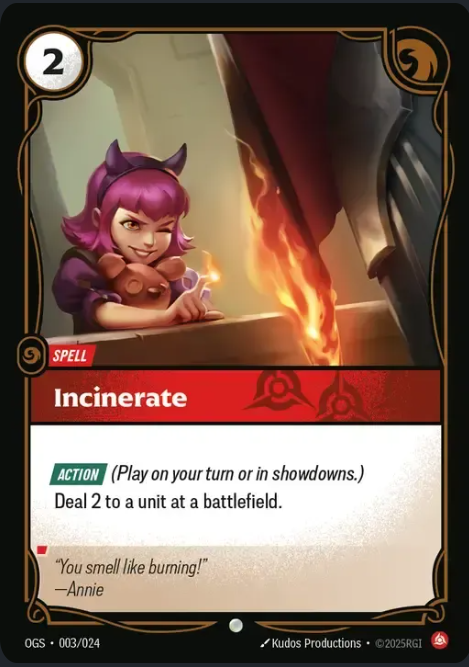 2
SPELL
Incinerate
ACTION (Play on your turn or in showdowns.)
Deal 2 to a unit at a battlefield.
“You smell like burning!”
—Annie
OGS • 003/024 Kudos Productions • ©2025RGI